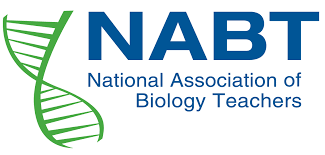 NABT
National Association of
Biology Teachers